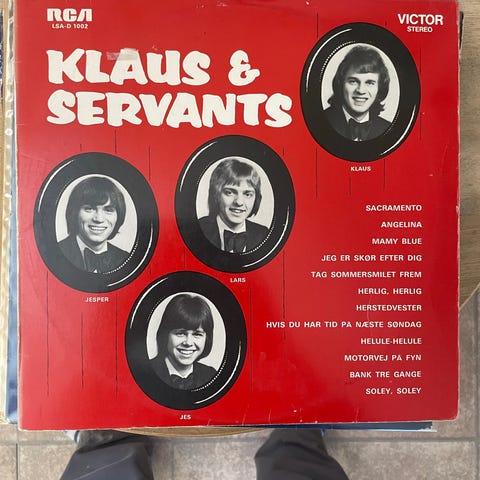 RCA
LSA-D 1002
VICTOR
STEREO
KLAUS &
SERVANTS
KLAUS
LARS
JESPER
JES
SACRAMENTO
ANGELINA
MAMY BLUE
JEG ER SKØR EFTER DIG
TAG SOMMERSMILET FREM
HERLIG, HERLIG
HERSTEDVESTER
HVIS DU HAR TID PÅ NÆSTE SØNDAG
HELULE-HELULE
MOTORVEJ PÅ FYN
BANK TRE GANGE
SOLEY, SOLEY